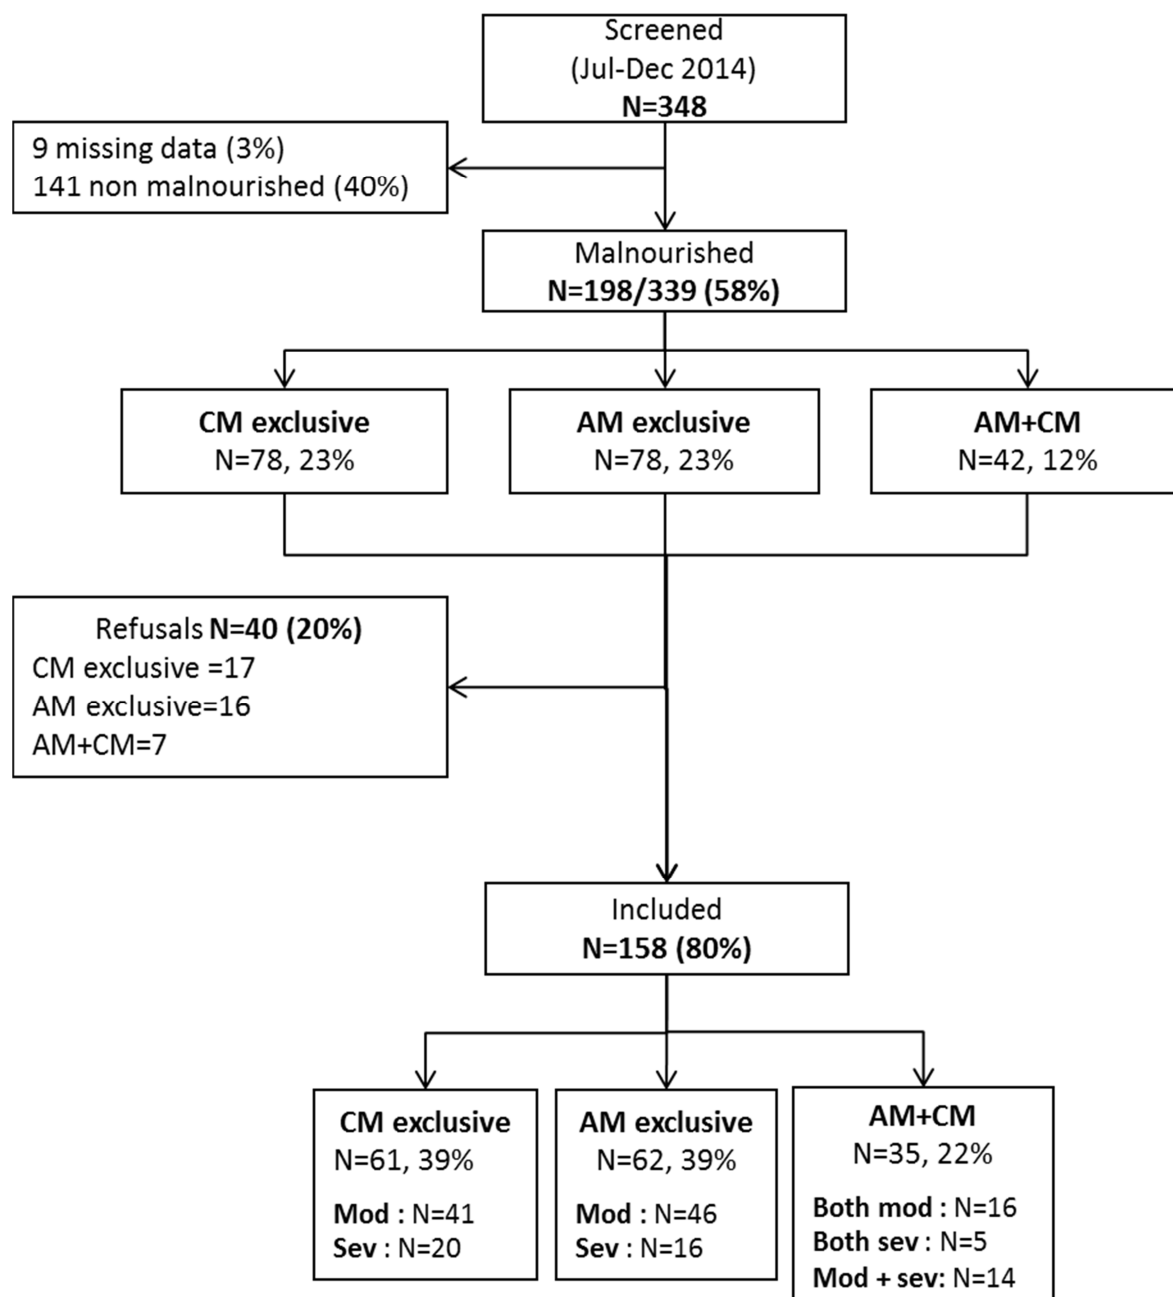 Screened
(Jul-Dec 2014)
N=348
9 missing data (3%)
141 non malnourished (40%)
Malnourished
N=198/339 (58%)
CM exclusive
N=78, 23%
AM exclusive
N=78, 23%
AM+CM
N=42, 12%
Refusals N=40 (20%)
CM exclusive =17
AM exclusive=16
AM+CM=7
Included
N=158 (80%)
CM exclusive
N=61, 39%
Mod : N=41
Sev : N=20
AM exclusive
N=62, 39%
Mod : N=46
Sev : N=16
AM+CM
N=35, 22%
Both mod : N=16
Both sev : N=5
Mod + sev: N=14